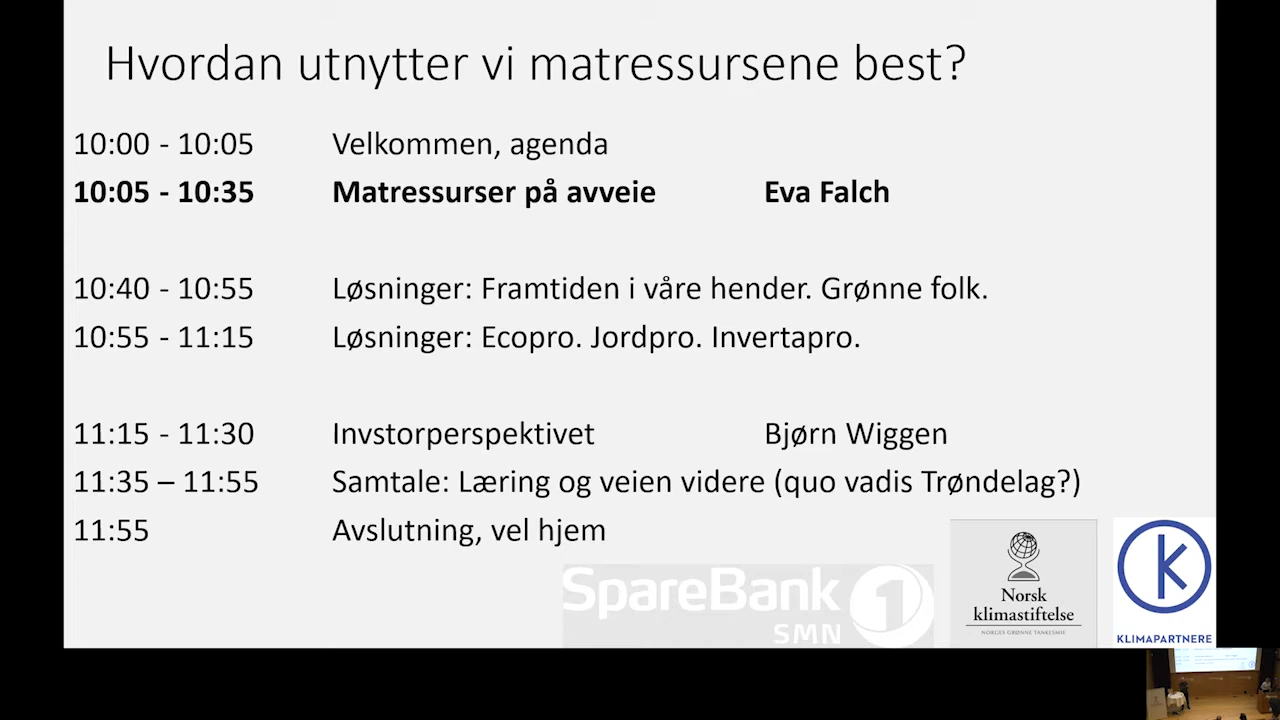 Hvordan utnytter vi matressursene best?
10:00 - 10:05 Velkommen, agenda
10:05 - 10:35 Matressurser på avveie Eva Falch
10:40 - 10:55 Løsninger: Framtiden i våre hender. Grønne folk.
10:55 - 11:15 Løsninger: Ecopro. Jordpro. Invertapro.
11:15 - 11:30 Invstorperspektivet Bjørn Wiggen
11:35 – 11:55 Samtale: Læring og veien videre (quo vadis Trøndelag?)
11:55 Avslutning, vel hjem
SpareBank 1
SMN
Norsk
klimastiftelse
NORGES GRØNNE TANKESMIE
k
KLIMAPARTNERE